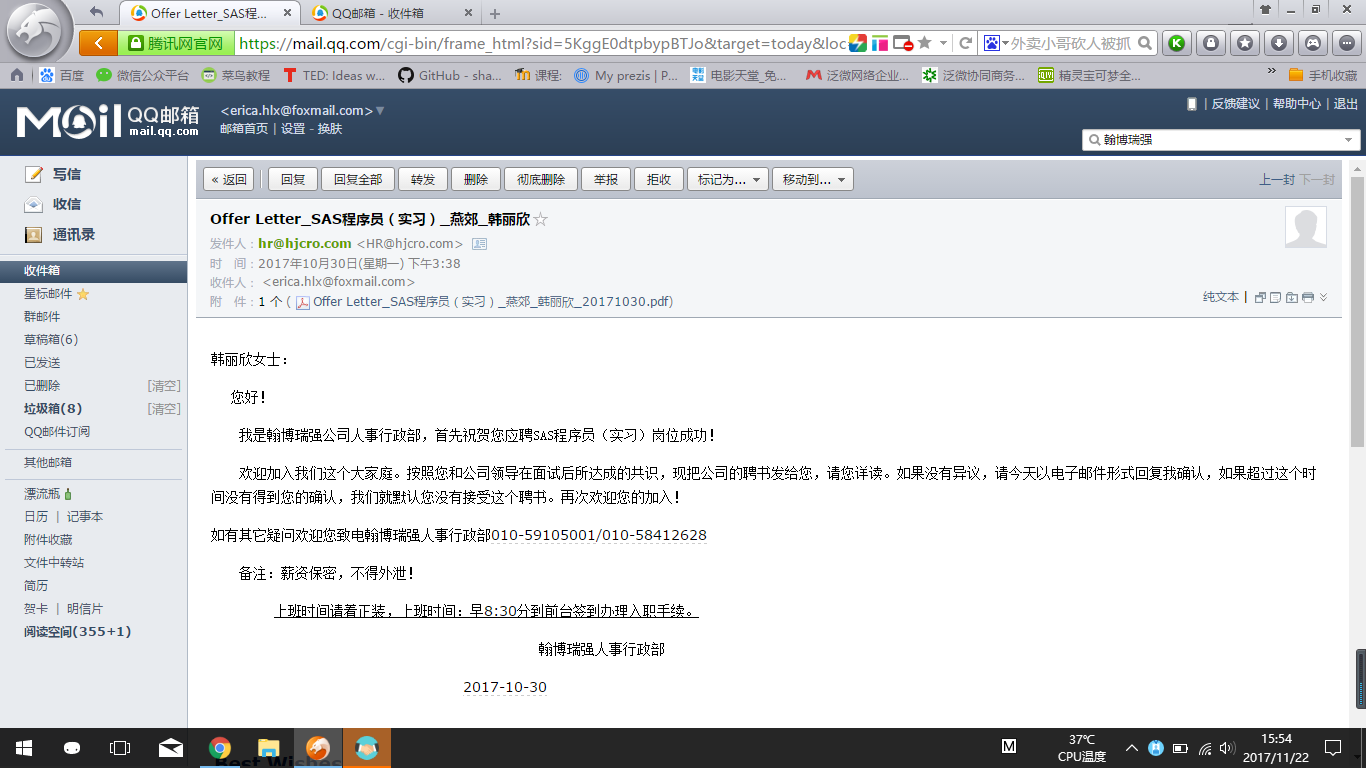 Offer Letter_SAS程...
QQ邮箱 - 收件箱
腾讯网官网
https://mail.qq.com/cgi-bin/frame_html?sid=5KggE0dtpbypBTJo&target=today&loc
外卖小哥砍人被抓
百度
微信公众平台
菜鸟教程
TED: Ideas w...
GitHub - sha...
课程:
My prezis | P...
电影天堂_免...
泛微网络企业...
泛微协同商务...
精灵宝可梦全...
»
手机收藏
Mail QQ邮箱
mail.qq.com
<erica.hlx@foxmail.com>
邮箱首页 | 设置 - 换肤
| 反馈建议 | 帮助中心 | 退出
翰博瑞强
写信
收信
通讯录
收件箱
星标邮件
群邮件
草稿箱(6)
已发送
已删除 [清空]
垃圾箱(8) [清空]
QQ邮件订阅
其他邮箱
漂流瓶
日历 | 记事本
附件收藏
文件中转站
简历
贺卡 | 明信片
阅读空间(355+1)
« 返回 回复 回复全部 转发 删除 彻底删除 举报 拒收 标记为... 移动到... 上一封 下一封
Offer Letter_SAS程序员（实习）_燕郊_韩丽欣☆
发件人：hr@hjcro.com <HR@hjcro.com>
时 间：2017年10月30日(星期一) 下午3:38
收件人： <erica.hlx@foxmail.com>
附 件：1 个 ( Offer Letter_SAS程序员（实习）_燕郊_韩丽欣_20171030.pdf)
纯文本 |
韩丽欣女士：
您好！
我是翰博瑞强公司人事行政部，首先祝贺您应聘SAS程序员（实习）岗位成功！
欢迎加入我们这个大家庭。按照您和公司领导在面试后所达成的共识，现把公司的聘书发给您，请您详读。如果没有异议，请今天以电子邮件形式回复我确认，如果超过这个时
间没有得到您的确认，我们就默认您没有接受这个聘书。再次欢迎您的加入！
如有其它疑问欢迎您致电翰博瑞强人事行政部010-59105001/010-58412628
备注：薪资保密，不得外泄！
上班时间请着正装，上班时间：早8:30分到前台签到办理入职手续。
翰博瑞强人事行政部
2017-10-30
Best Wishes
M
37℃
CPU温度
15:54
2017/11/22